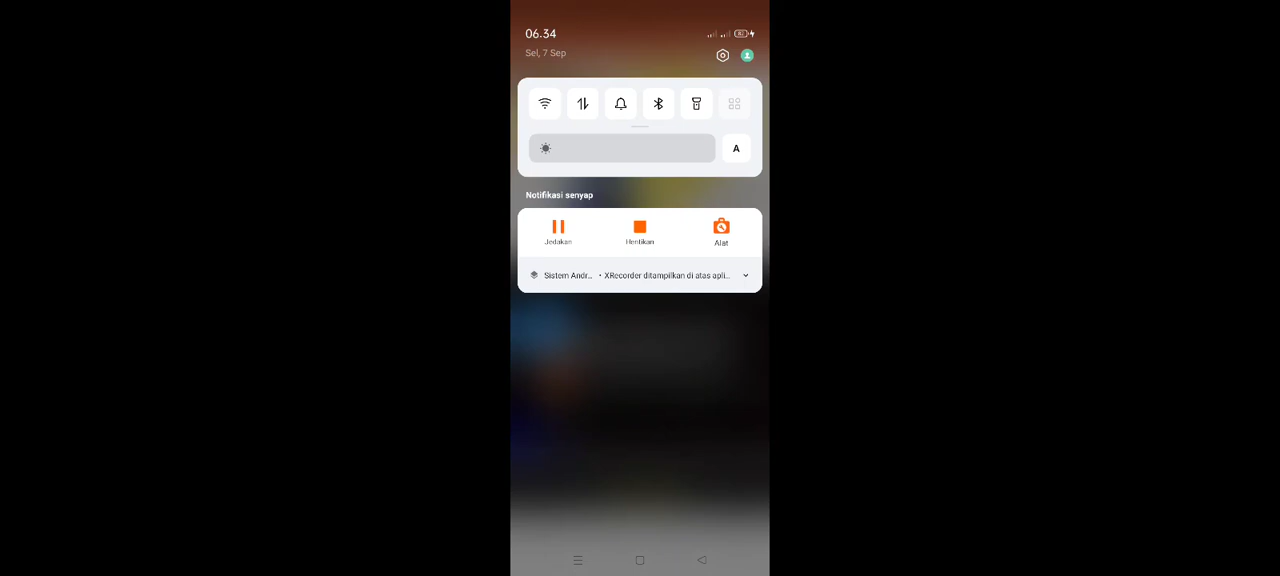 06.34
Sel, 7 Sep
A
Notifikasi senyap
Jedakan
Hentikan
Alat
Sistem Andr... • XRecorder ditampilkan di atas apli...